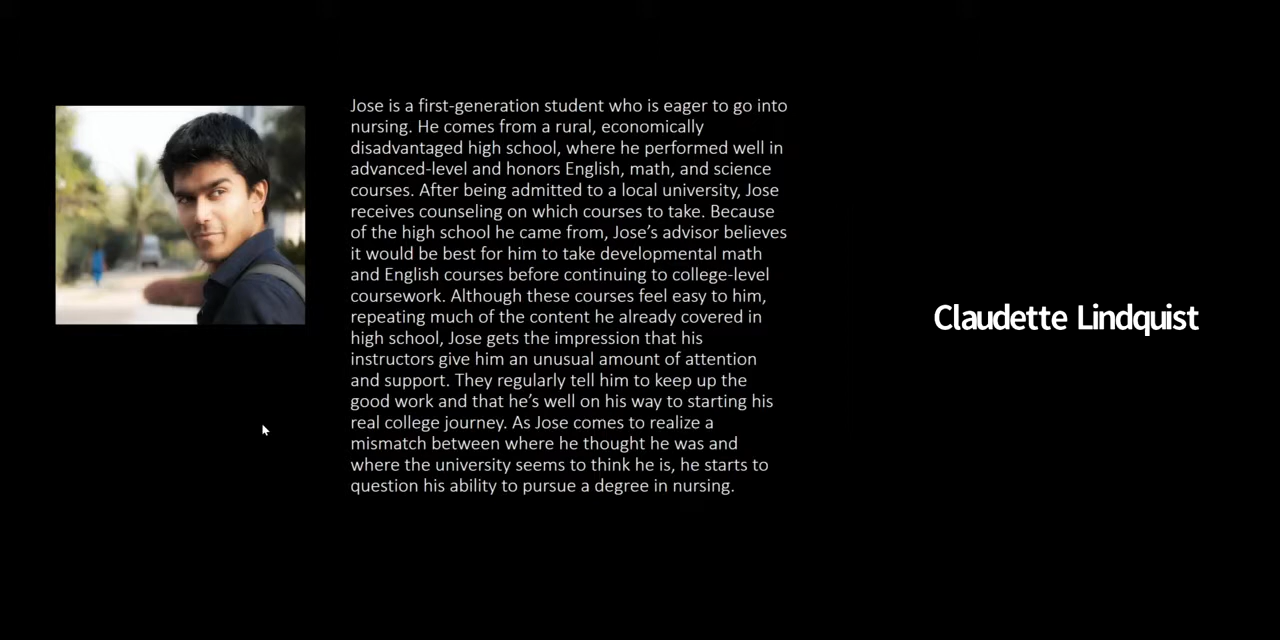 Jose is a first-generation student who is eager to go into
nursing. He comes from a rural, economically
disadvantaged high school, where he performed well in
advanced-level and honors English, math, and science
courses. After being admitted to a local university, Jose
receives counseling on which courses to take. Because
of the high school he came from, Jose’s advisor believes
it would be best for him to take developmental math
and English courses before continuing to college-level
coursework. Although these courses feel easy to him,
repeating much of the content he already covered in
high school, Jose gets the impression that his
instructors give him an unusual amount of attention
and support. They regularly tell him to keep up the
good work and that he’s well on his way to starting his
real college journey. As Jose comes to realize a
mismatch between where he thought he was and
where the university seems to think he is, he starts to
question his ability to pursue a degree in nursing.
Claudette Lindquist